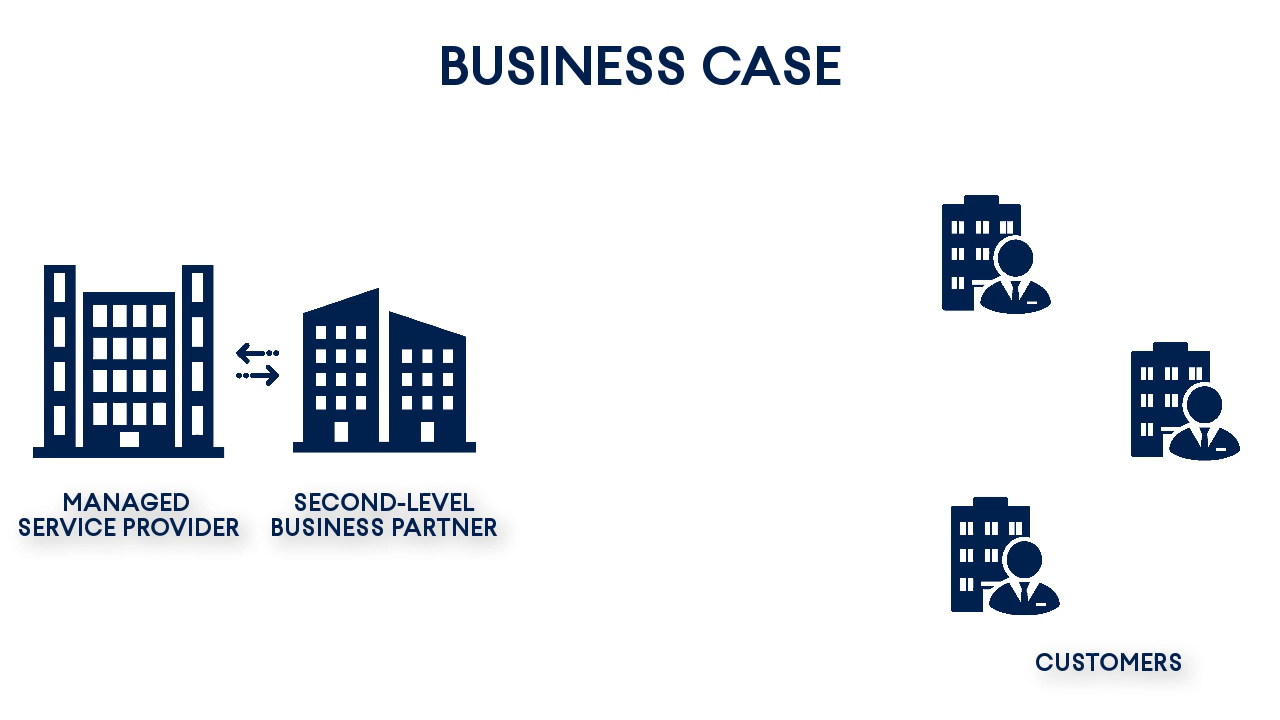 BUSINESS CASE
MANAGED
SERVICE PROVIDER
SECOND-LEVEL
BUSINESS PARTNER
CUSTOMERS